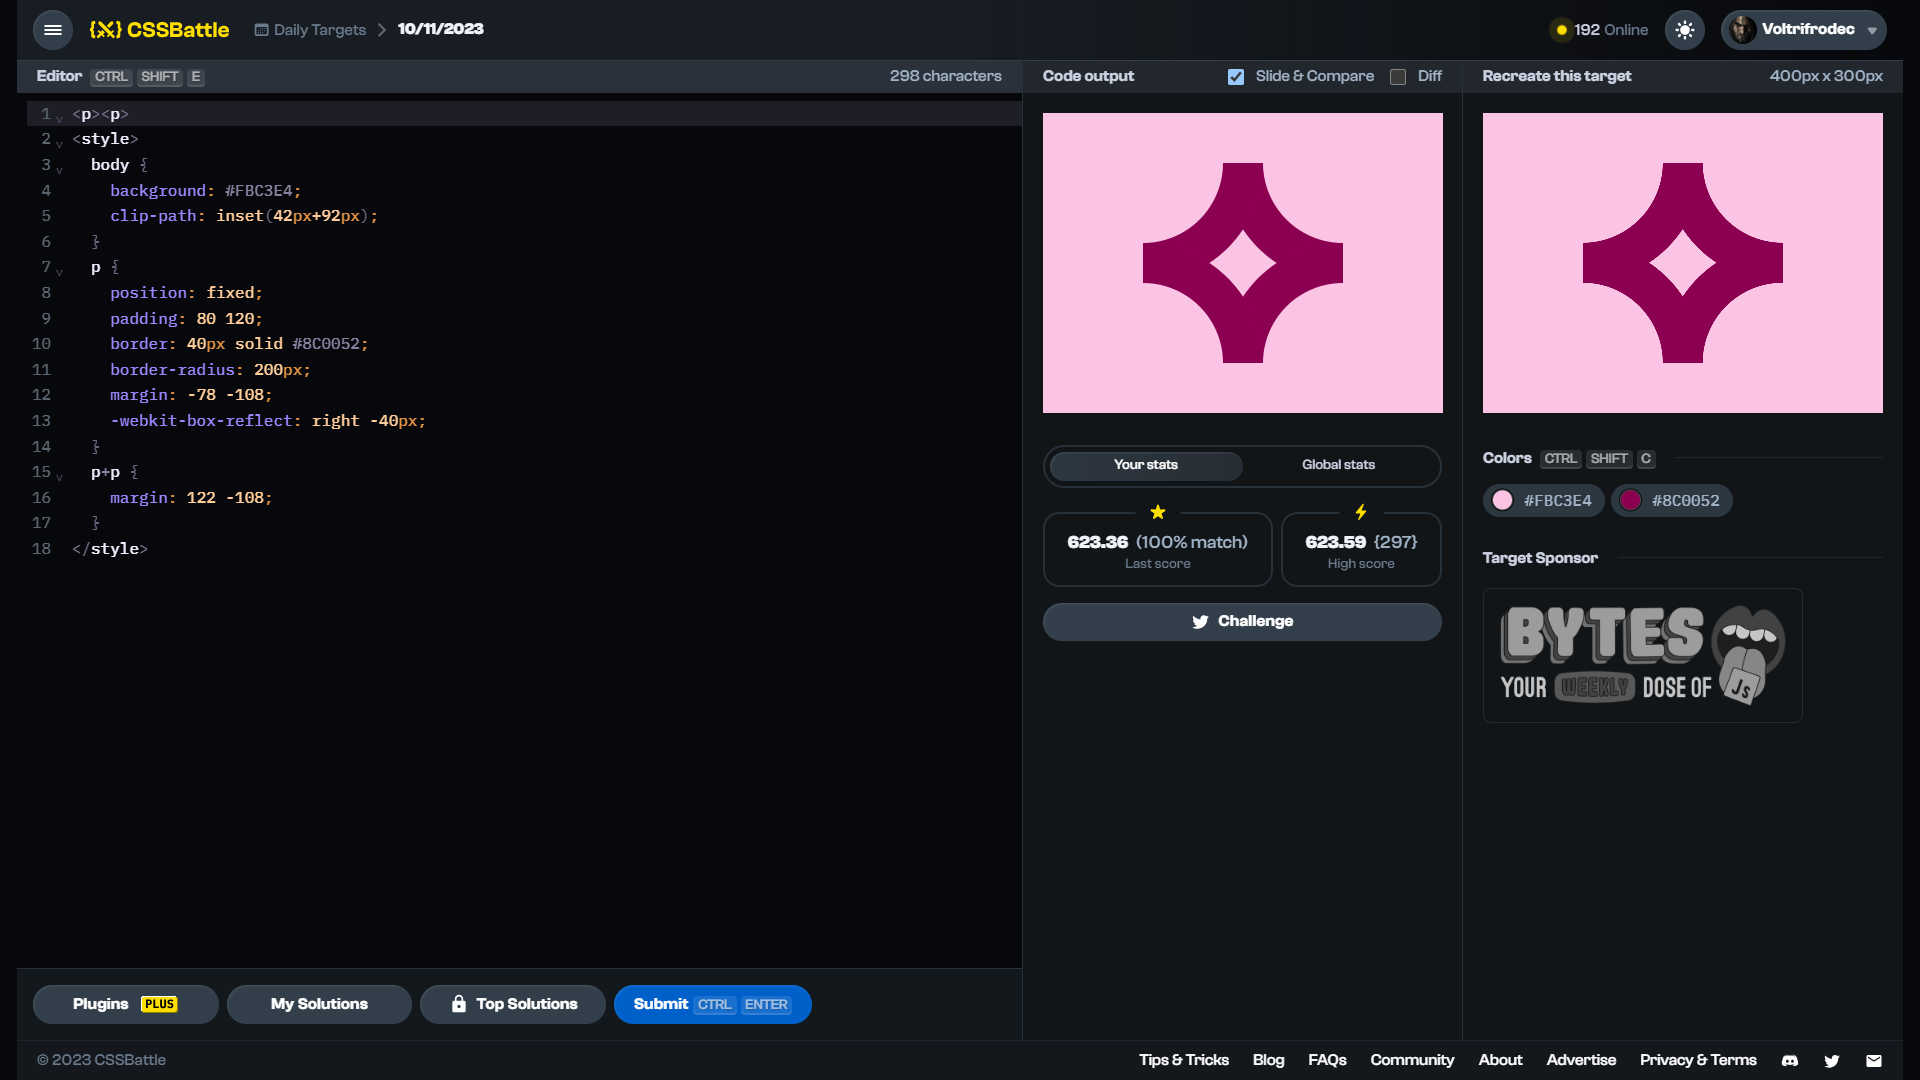 CSSBattle
Daily Targets
10/11/2023
192 Online
Voltrifrodec
Editor CTRL SHIFT E
298 characters
1 <p><p>
2 <style>
3 body {
4 background: #FBC3E4;
5 clip-path: inset(42px+92px);
6 }
7 p {
8 position: fixed;
9 padding: 80 120;
10 border: 40px solid #8C0052;
11 border-radius: 200px;
12 margin: -78 -108;
13 -webkit-box-reflect: right -40px;
14 }
15 p+p {
16 margin: 122 -108;
17 }
18 </style>
Plugins PLUS
My Solutions
Top Solutions
Submit CTRL ENTER
Code output
Slide & Compare
Diff
Your stats
Global stats
623.36 (100% match)
Last score
623.59 {297}
High score
Challenge
Recreate this target
400px x 300px
Colors CTRL SHIFT C
#FBC3E4
#8C0052
Target Sponsor
BYTES
YOUR WEEKLY DOSE OF JS
© 2023 CSSBattle
Tips & Tricks
Blog
FAQs
Community
About
Advertise
Privacy & Terms